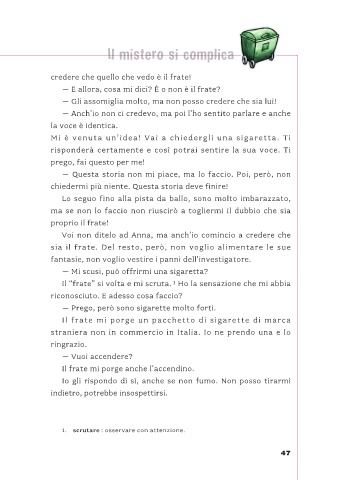 Il mistero si complica
credere che quello che vedo è il frate!
— E allora, cosa mi dici? È o non è il frate?
— Gli assomiglia molto, ma non posso credere che sia lui!
— Anch'io non ci credevo, ma poi l'ho sentito parlare e anche
la voce è identica.
Mi è venuta un'idea! Vai a chiedergli una sigaretta. Ti
risponderà certamente e così potrai sentire la sua voce. Ti
prego, fai questo per me!
— Questa storia non mi piace, ma lo faccio. Poi, però, non
chiedermi più niente. Questa storia deve finire!
Lo seguo fino alla pista da ballo, sono molto imbarazzato,
ma se non lo faccio non riuscirò a togliermi il dubbio che sia
proprio il frate!
Voi non ditelo ad Anna, ma anch'io comincio a credere che
sia il frate. Del resto, però, non voglio alimentare le sue
fantasie, non voglio vestire i panni dell'investigatore.
— Mi scusi, può offrirmi una sigaretta?
Il "frate" si volta e mi scruta. ¹ Ho la sensazione che mi abbia
riconosciuto. E adesso cosa faccio?
— Prego, però sono sigarette molto forti.
Il frate mi porge un pacchetto di sigarette di marca
straniera non in commercio in Italia. Io ne prendo una e lo
ringrazio.
— Vuoi accendere?
Il frate mi porge anche l'accendino.
Io gli rispondo di sì, anche se non fumo. Non posso tirarmi
indietro, potrebbe insospettirsi.
1. scrutare : osservare con attenzione.
47